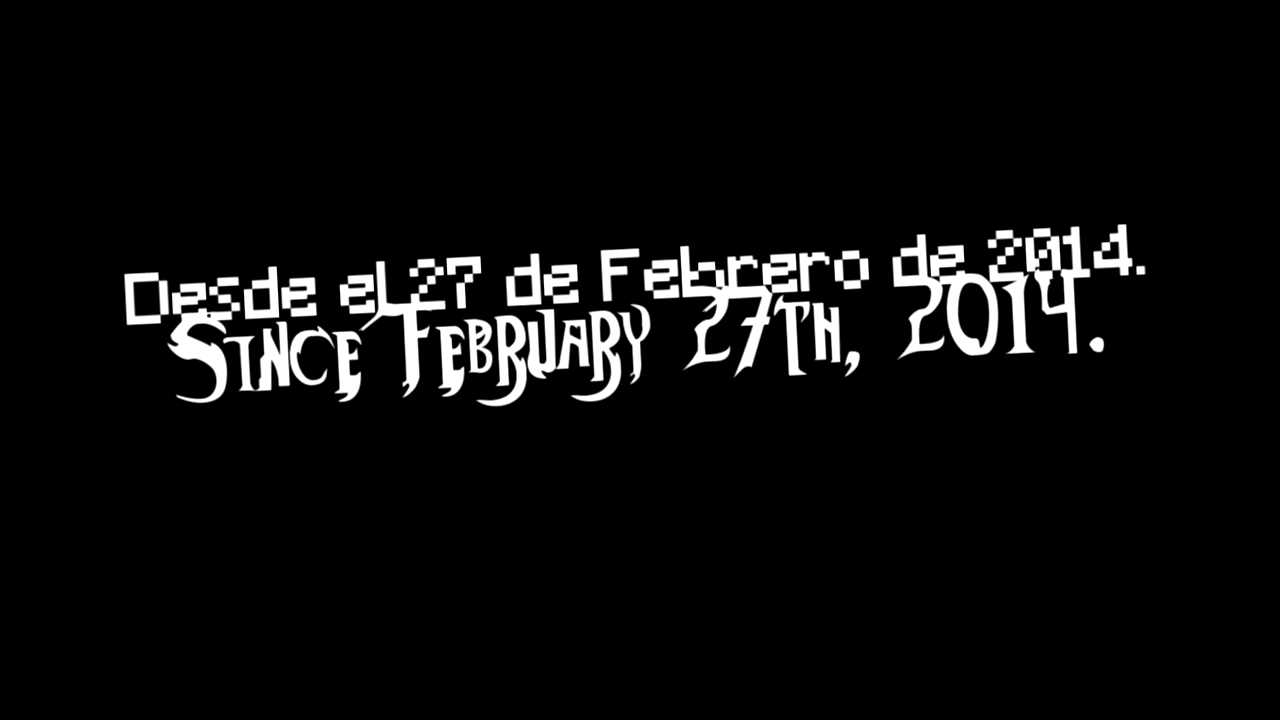 Desde el 27 de Febrero de 2014.
Since February 27th, 2014.